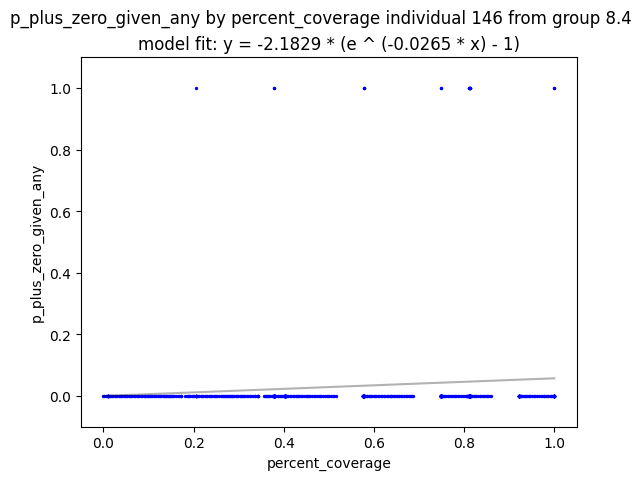 p_plus_zero_given_any by percent_coverage individual 146 from group 8.4
model fit: y = -2.1829 * (e ^ (-0.0265 * x) - 1)
1.0
0.8
0.6
0.4
0.2
0.0
p_plus_zero_given_any
0.0 0.2 0.4 0.6 0.8 1.0
percent_coverage